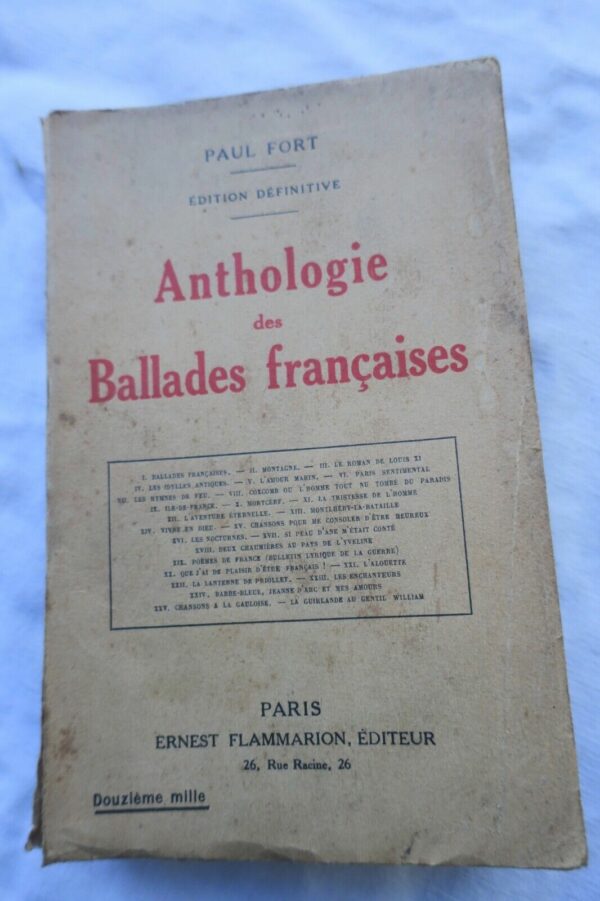 PAUL FORT
ÉDITION DÉFINITIVE
Anthologie
des
Ballades françaises
I. BALLADES FRANÇAISES. — II. MONTAGNE. — III. LE ROMAN DE LOUIS XI
IV. LES IDYLLES ANTIQUES. — V. L'AMOUR MARIN. — VI. PARIS SENTIMENTAL
VII. LES HYMNES DE FEU. — VIII. COXCOMB OU L'HOMME TOUT NU TOMBÉ DU PARADIS
IX. ILE-DE-FRANCE. — X. MORTCERF. — XI. LA TRISTESSE DE L'HOMME
XII. L'AVENTURE ÉTERNELLE. — XIII. MONTLHÉRY-LA-BATAILLE
XIV. VIVRE EN DIEU. — XV. CHANSONS POUR ME CONSOLER D'ÊTRE HEUREUX
XVI. LES NOCTURNES. — XVII. SI PEAU D'ANE M'ÉTAIT CONTÉ
XVIII. DEUX CHAUMIÈRES AU PAYS DE L'YVELINE
XIX. POÈMES DE FRANCE (BULLETIN LYRIQUE DE LA GUERRE)
XX. QUE J'AI DE PLAISIR D'ÊTRE FRANÇAIS ! — XXI. L'ALOUETTE
XXII. LA LANTERNE DE PRIOLLET. — XXIII. LES ENCHANTEURS
XXIV. BARBE-BLEUE, JEANNE D'ARC ET MES AMOURS
XXV. CHANSONS A LA GAULOISE. — LA GUIRLANDE AU GENTIL WILLIAM
PARIS
ERNEST FLAMMARION, ÉDITEUR
26, Rue Racine, 26
Douzième mille